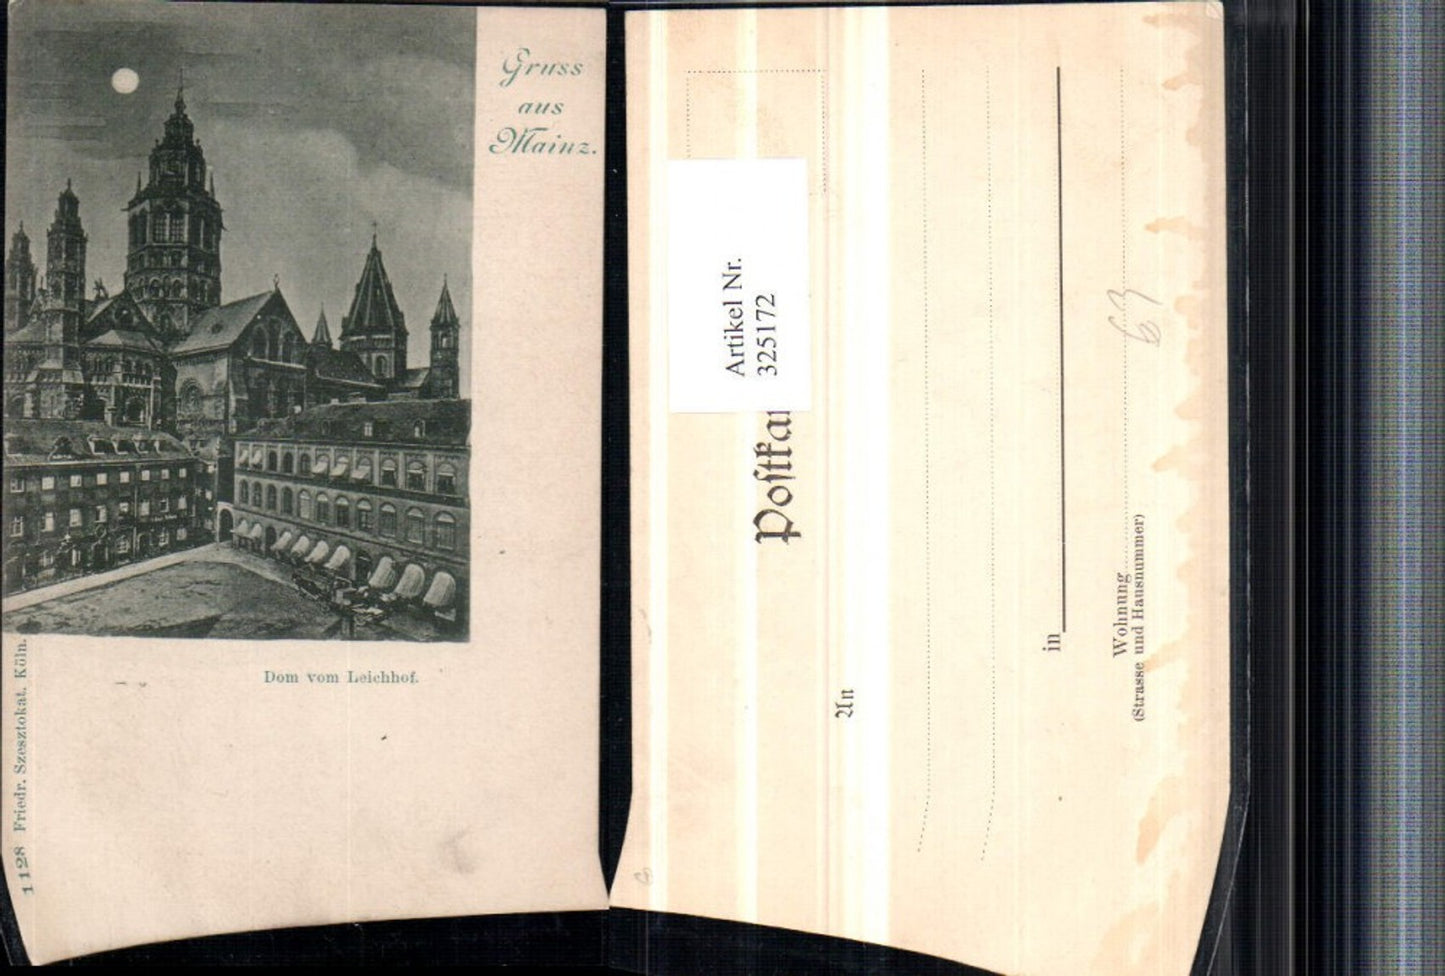 Gruss
aus
Mainz.
Dom vom Leichhof.
1128 Friedr. Szesztokat, Köln.
Artikel Nr.
325172
Poſtkar
An
in
Wohnung
(Strasse und Hausnummer)
63